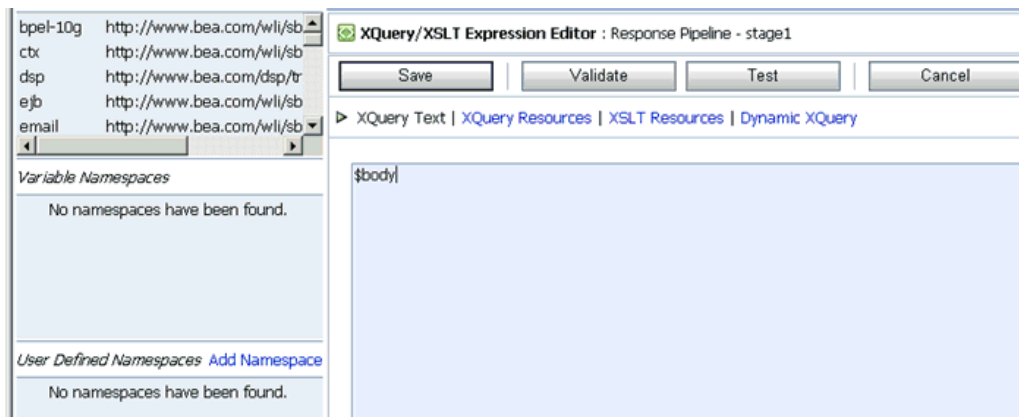 bpel-10g http://www.bea.com/wli/sb
ctx http://www.bea.com/wli/sb
dsp http://www.bea.com/dsp/tr
ejb http://www.bea.com/wli/sb
email http://www.bea.com/wli/sb
Variable Namespaces
No namespaces have been found.
User Defined Namespaces Add Namespace
No namespaces have been found.
XQuery/XSLT Expression Editor : Response Pipeline - stage1
Save Validate Test Cancel
XQuery Text | XQuery Resources | XSLT Resources | Dynamic XQuery
$body